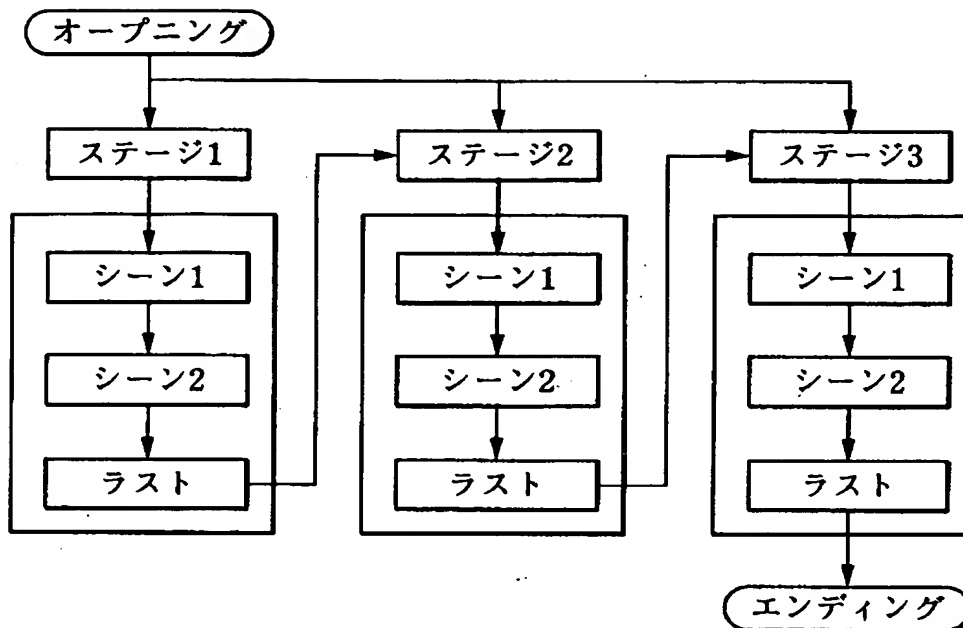 オープニング
ステージ1
シーン1
シーン2
ラスト
ステージ2
シーン1
シーン2
ラスト
ステージ3
シーン1
シーン2
ラスト
エンディング